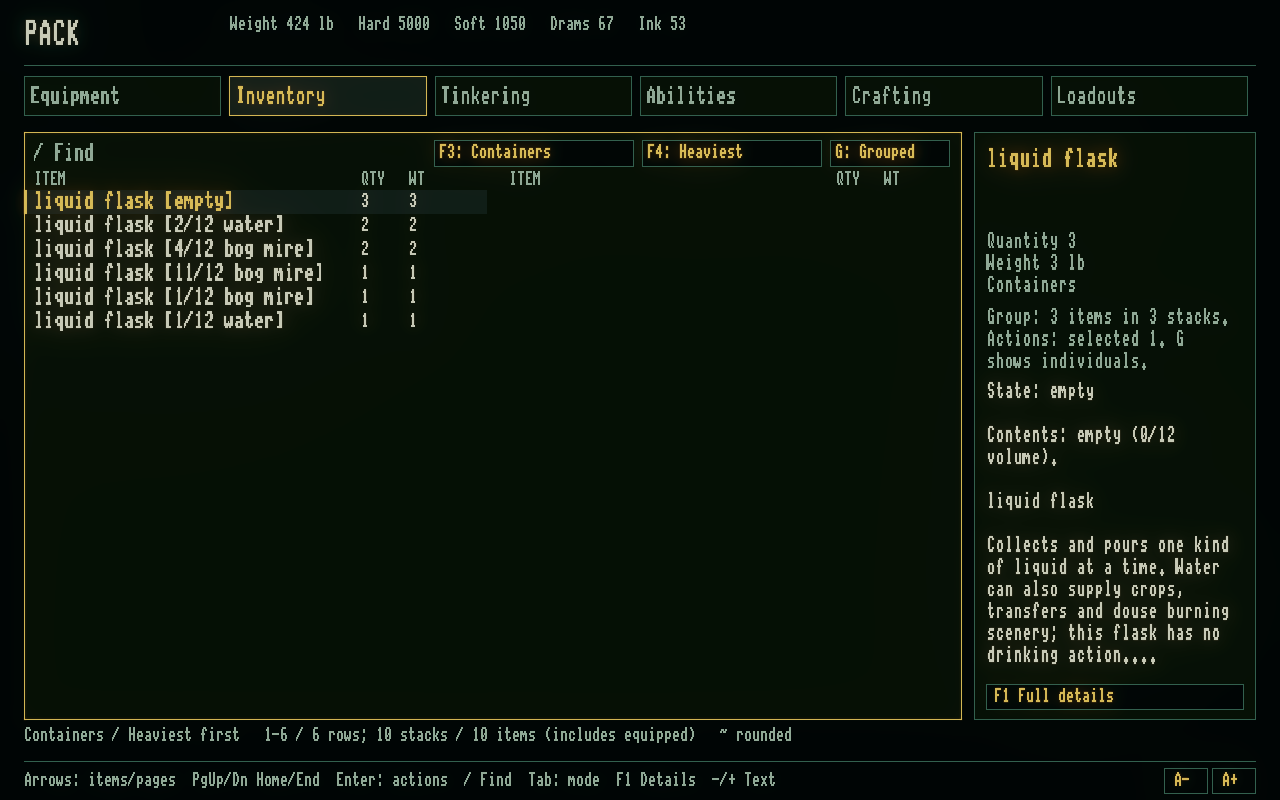 PACK
Weight 424 lb Hard 5000 Soft 1050 Drams 67 Ink 53
Equipment Inventory Tinkering Abilities Crafting Loadouts
/ Find F3: Containers F4: Heaviest G: Grouped
ITEM QTY WT ITEM QTY WT
liquid flask [empty] 3 3
liquid flask [2/12 water] 2 2
liquid flask [4/12 bog mire] 2 2
liquid flask [11/12 bog mire] 1 1
liquid flask [1/12 bog mire] 1 1
liquid flask [1/12 water] 1 1
liquid flask
Quantity 3
Weight 3 lb
Containers
Group: 3 items in 3 stacks.
Actions: selected 1. G
shows individuals.
State: empty
Contents: empty (0/12
volume).
liquid flask
Collects and pours one kind
of liquid at a time. Water
can also supply crops,
transfers and douse burning
scenery; this flask has no
drinking action....
F1 Full details
Containers / Heaviest first 1-6 / 6 rows; 10 stacks / 10 items (includes equipped) ~ rounded
Arrows: items/pages PgUp/Dn Home/End Enter: actions / Find Tab: mode F1 Details -/+ Text
A- A+